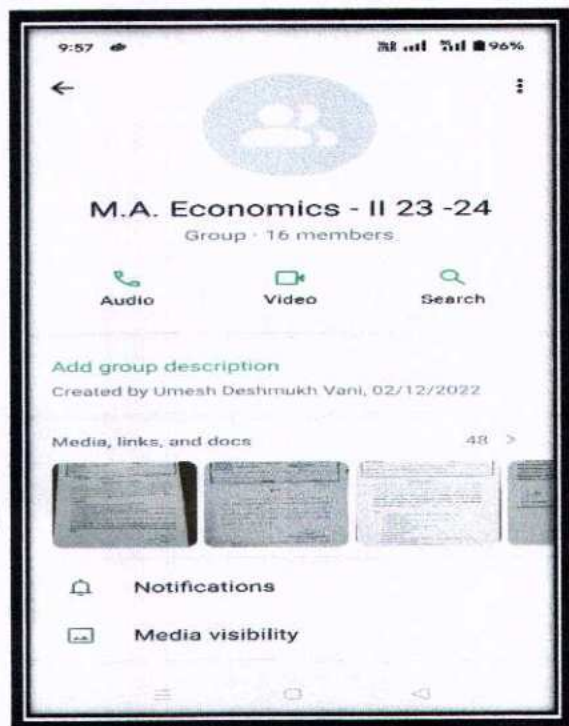 9:57 96%
M.A. Economics - II 23 -24
Group · 16 members
Audio Video Search
Add group description
Created by Umesh Deshmukh Vani, 02/12/2022
Media, links, and docs 48 >
Notifications
Media visibility